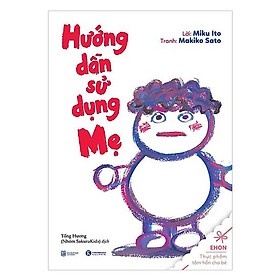 Hướng
dẫn
sử
dụng
Mẹ
Lời: Miku Ito
Tranh: Makiko Sato
Tống Hương
(Nhóm SakuraKids) dịch
EHON
Thực phẩm
tâm hồn cho bé